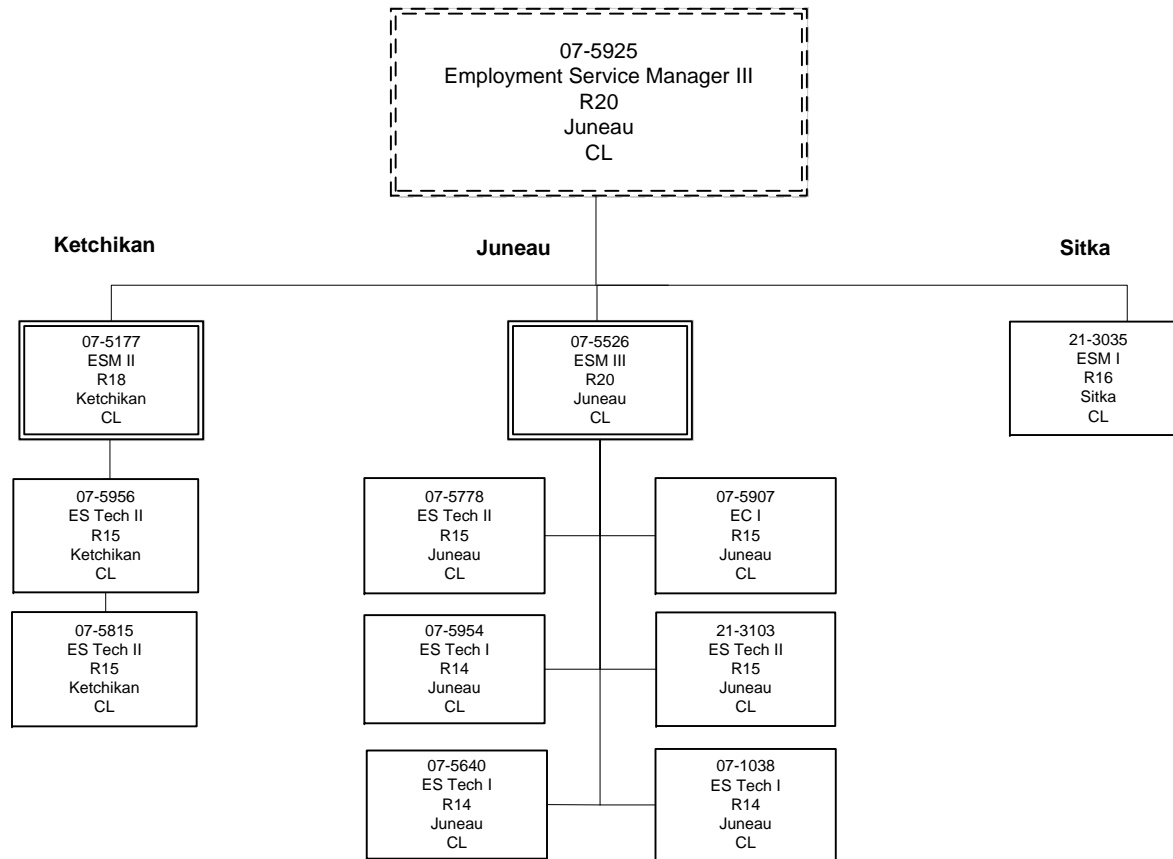 07-5925
Employment Service Manager III
R20
Juneau
CL
Ketchikan
Juneau
Sitka
07-5177
ESM II
R18
Ketchikan
CL
07-5526
ESM III
R20
Juneau
CL
21-3035
ESM I
R16
Sitka
CL
07-5956
ES Tech II
R15
Ketchikan
CL
07-5778
ES Tech II
R15
Juneau
CL
07-5907
EC I
R15
Juneau
CL
07-5815
ES Tech II
R15
Ketchikan
CL
07-5954
ES Tech I
R14
Juneau
CL
21-3103
ES Tech II
R15
Juneau
CL
07-5640
ES Tech I
R14
Juneau
CL
07-1038
ES Tech I
R14
Juneau
CL